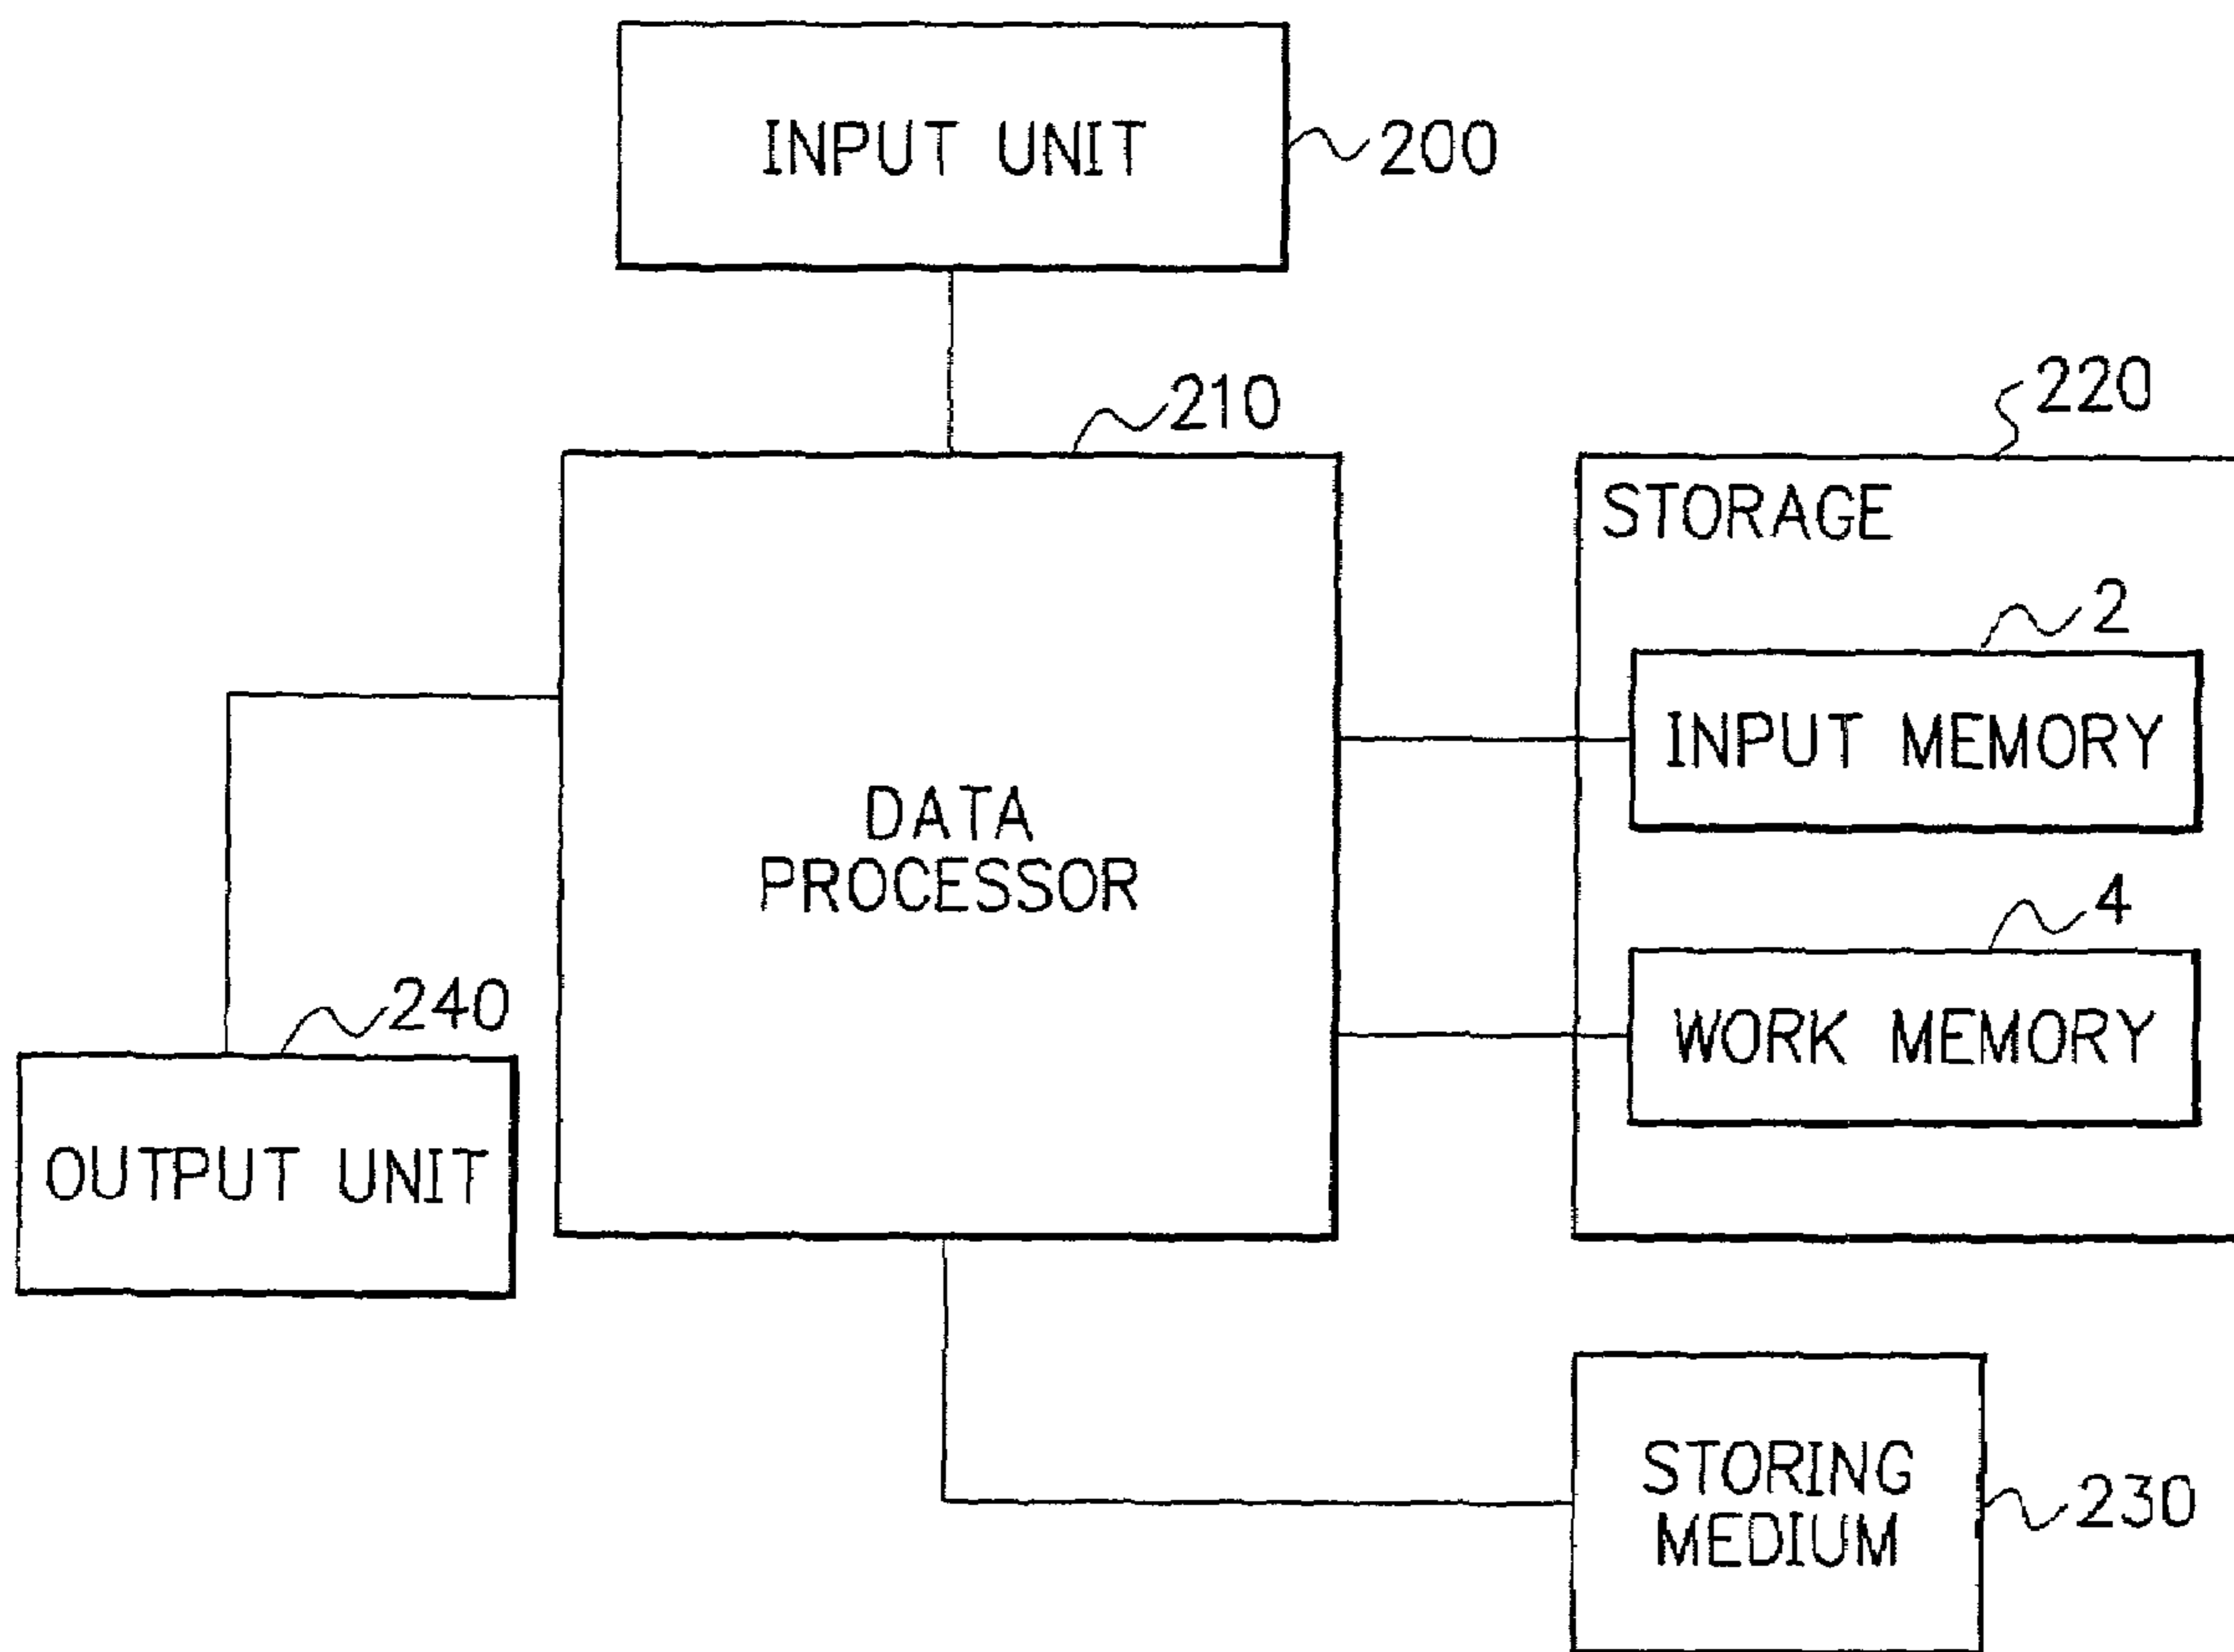 INPUT UNIT
200
210
220
STORAGE
2
INPUT MEMORY
DATA
PROCESSOR
4
WORK MEMORY
240
OUTPUT UNIT
STORING
MEDIUM
230